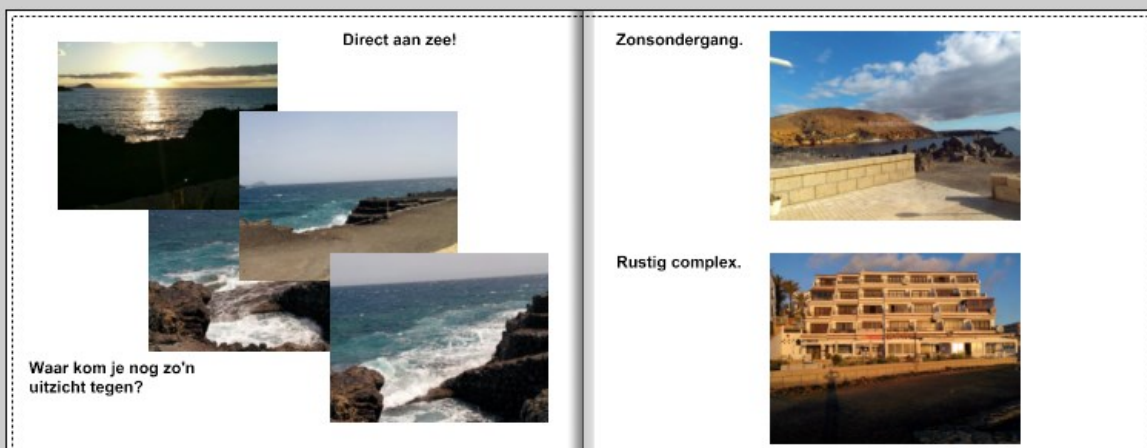 Direct aan zee!
Waar kom je nog zo'n
uitzicht tegen?
Zonsondergang.
Rustig complex.